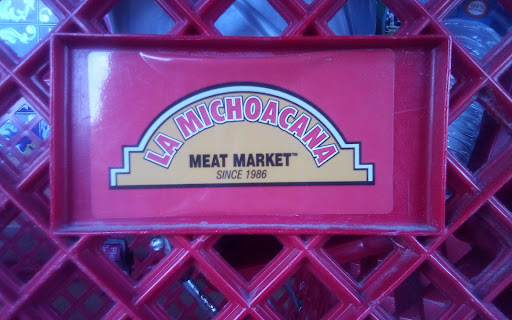 LA MICHOACANA
MEAT MARKET™
SINCE 1986